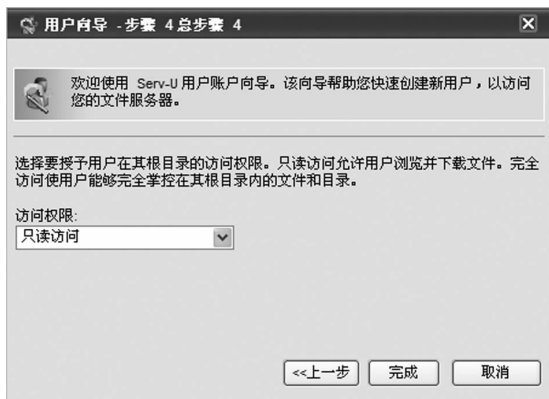 用户向导 -步骤 4总步骤 4
欢迎使用 Serv-U 用户账户向导。该向导帮助您快速创建新用户，以访问
您的文件服务器。
选择要授予用户在其根目录的访问权限。只读访问允许用户浏览并下载文件。完全
访问使用户能够完全掌控在其根目录内的文件和目录。
访问权限:
只读访问
<<上一步 完成 取消